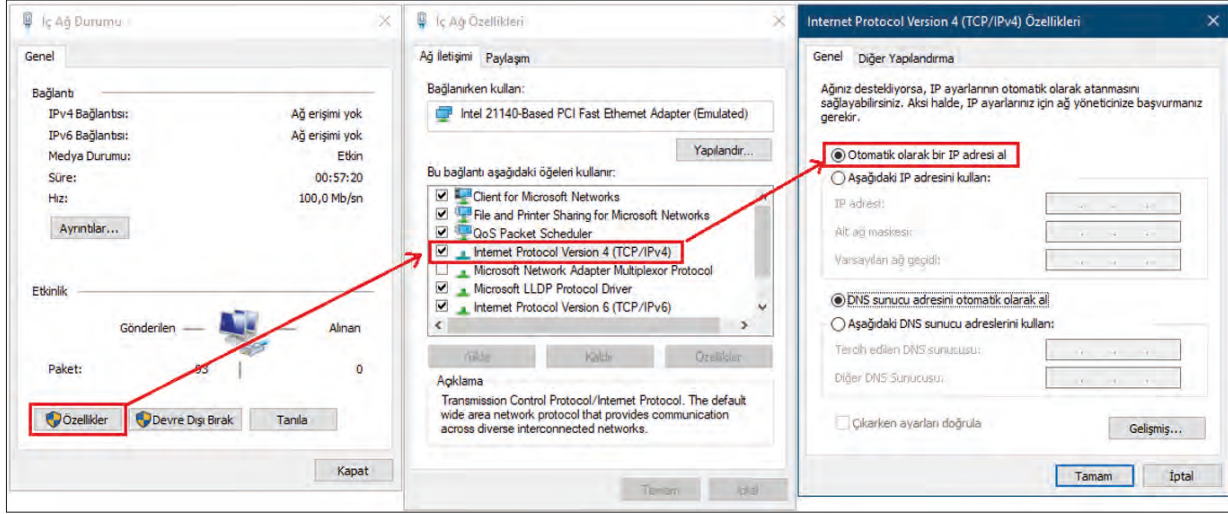 İç Ağ Durumu
Genel
Bağlantı
IPv4 Bağlantısı: Ağ erişimi yok
IPv6 Bağlantısı: Ağ erişimi yok
Medya Durumu: Etkin
Süre: 00:57:20
Hız: 100,0 Mb/sn
Ayrıntılar...
Etkinlik
Gönderilen Alınan
Paket: 93 0
Özellikler Devre Dışı Bırak Tanıla
Kapat
İç Ağ Özellikleri
Ağ İletişimi Paylaşım
Bağlanırken kullan:
Intel 21140-Based PCI Fast Ethernet Adapter (Emulated)
Yapılandır...
Bu bağlantı aşağıdaki öğeleri kullanır:
Client for Microsoft Networks
File and Printer Sharing for Microsoft Networks
QoS Packet Scheduler
Internet Protocol Version 4 (TCP/IPv4)
Microsoft Network Adapter Multiplexor Protocol
Microsoft LLDP Protocol Driver
Internet Protocol Version 6 (TCP/IPv6)
Yükle Kaldır Özellikler
Açıklama
Transmission Control Protocol/Internet Protocol. The default
wide area network protocol that provides communication
across diverse interconnected networks.
Tamam İptal
Internet Protocol Version 4 (TCP/IPv4) Özellikleri
Genel Diğer Yapılandırma
Ağınız destekliyorsa, IP ayarlarının otomatik olarak atanmasını
sağlayabilirsiniz. Aksi halde, IP ayarlarınız için ağ yöneticinize başvurmanız
gerekir.
Otomatik olarak bir IP adresi al
Aşağıdaki IP adresini kullan:
IP adresi:
Alt ağ maskesi:
Varsayılan ağ geçidi:
DNS sunucu adresini otomatik olarak al
Aşağıdaki DNS sunucu adreslerini kullan:
Tercih edilen DNS sunucusu:
Diğer DNS Sunucusu:
Çıkarken ayarları doğrula
Gelişmiş...
Tamam İptal